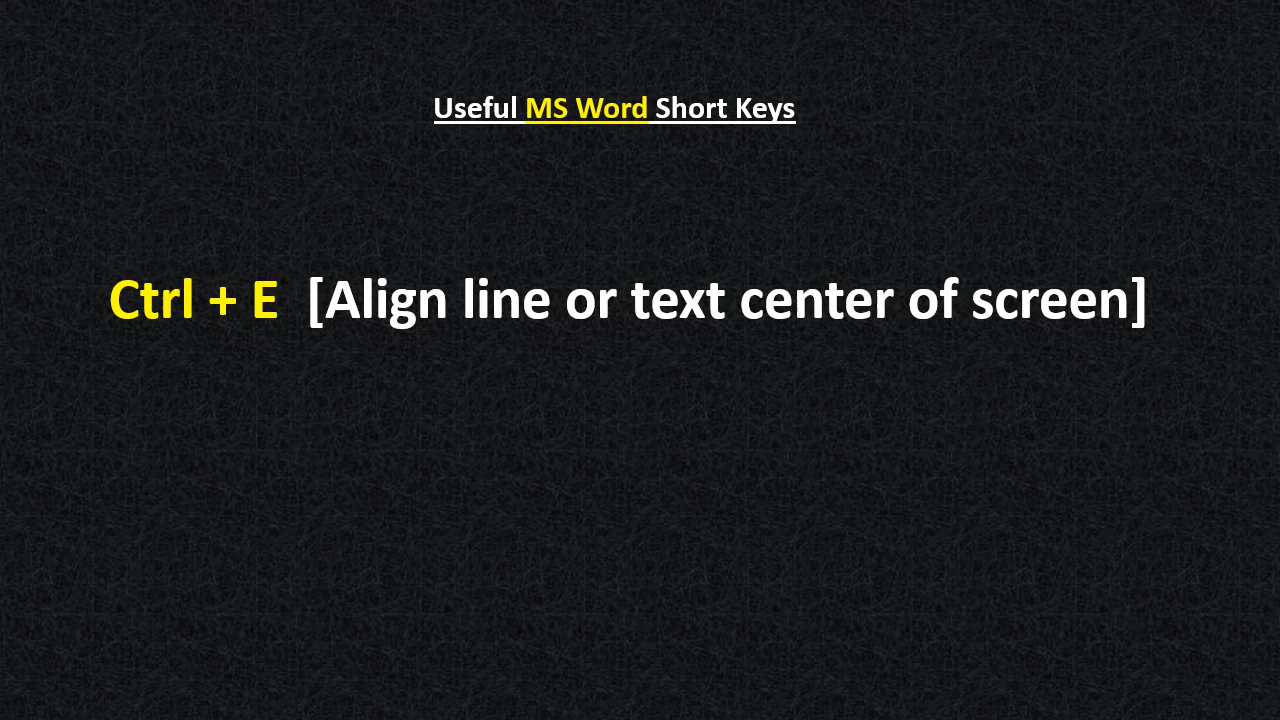 Useful MS Word Short Keys
Ctrl + E [Align line or text center of screen]